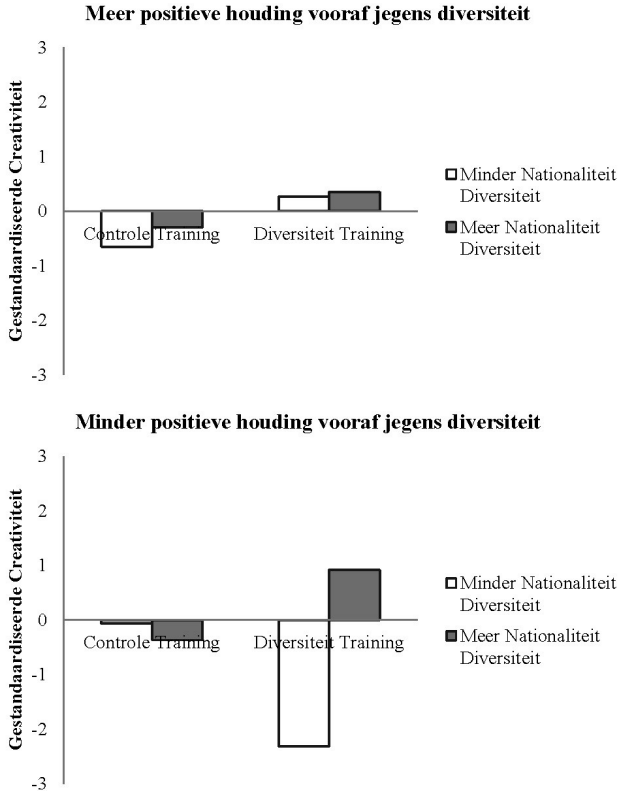 Meer positieve houding vooraf jegens diversiteit
Gestandaardiseerde Creativiteit
3
2
1
0
-1
-2
-3
Controle Training
Diversiteit Training
Minder Nationaliteit
Diversiteit
Meer Nationaliteit
Diversiteit
Minder positieve houding vooraf jegens diversiteit
Gestandaardiseerde Creativiteit
3
2
1
0
-1
-2
-3
Controle Training
Diversiteit Training
Minder Nationaliteit
Diversiteit
Meer Nationaliteit
Diversiteit